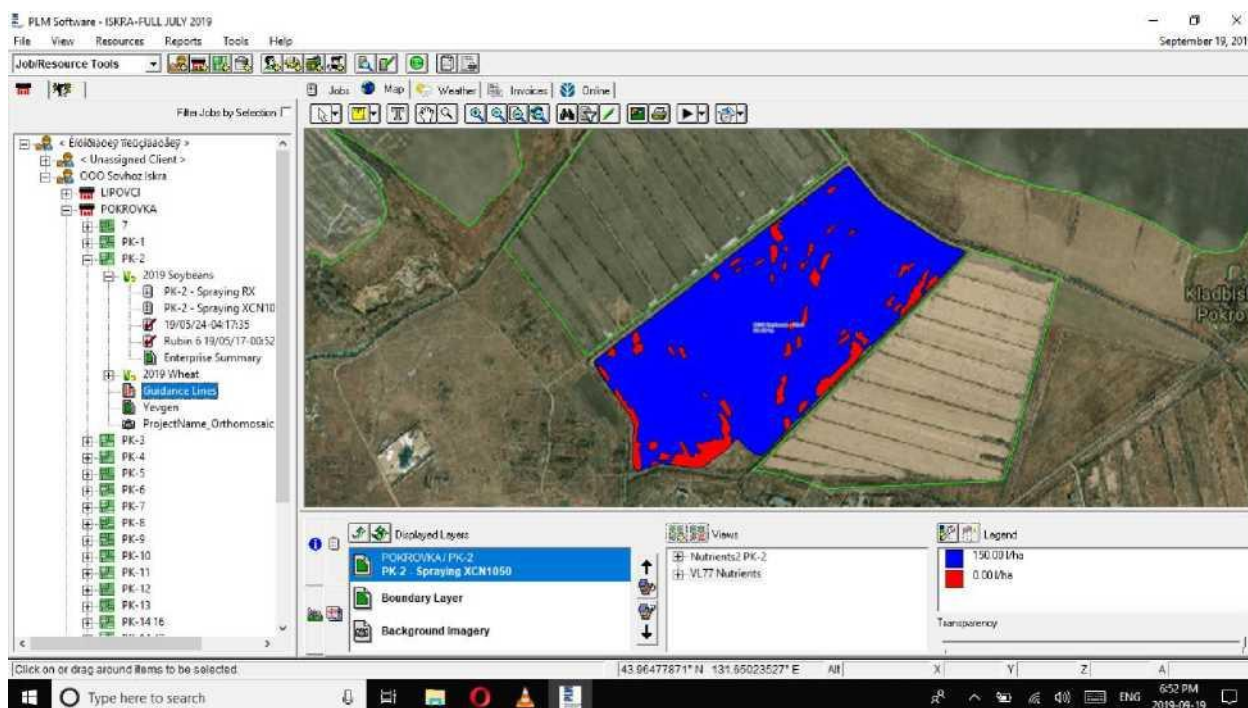 PLM Software - ISKRA-FULL JULY 2019
File View Resources Reports Tools Help
September 19, 201
Job/Resource Tools
Jobs Map Weather Invoices Online
Filter Jobs by Selection
< Unassigned Client >
OOO Sovhoz Iskra
LIPOVCI
POKROVKA
7
PK-1
PK-2
2019 Soybeans
PK-2 - Spraying RX
PK-2 - Spraying XCN10
19/05/24-04:17:35
Rubin 6 19/05/17-00:52
Enterprise Summary
2019 Wheat
Guidance Lines
Yevgen
ProjectName_Orthomosaic
PK-3
PK-4
PK-5
PK-6
PK-7
PK-8
PK-9
PK-10
PK-11
PK-12
PK-13
PK-14 16
Kladbis
Pokro
Displayed Layers
POKROVKA / PK-2
PK-2 - Spraying XCN1050
Boundary Layer
Background Imagery
Views
Nutrients2 PK-2
VL77 Nutrients
Legend
150.00 l/ha
0.00 l/ha
Transparency
Click on or drag around items to be selected.
43.96477871° N 131.65023527° E Alt X Y Z A
Type here to search
ENG
6:52 PM
2019-09-19